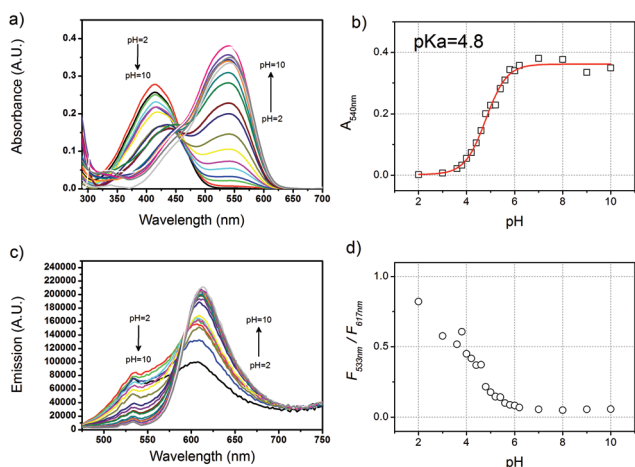 a)
Absorbance (A.U.)
0.4
0.3
0.2
0.1
0.0
pH=2
pH=10
pH=10
pH=2
300 350 400 450 500 550 600 650 700
Wavelength (nm)
b)
pKa=4.8
A540nm
0.4
0.2
0.0
2 4 6 8 10
pH
c)
Emission (A.U.)
240000
220000
200000
180000
160000
140000
120000
100000
80000
60000
40000
20000
0
pH=2
pH=10
pH=10
pH=2
500 550 600 650 700 750
Wavelength (nm)
d)
F533nm / F617nm
1.0
0.5
0.0
2 4 6 8 10
pH